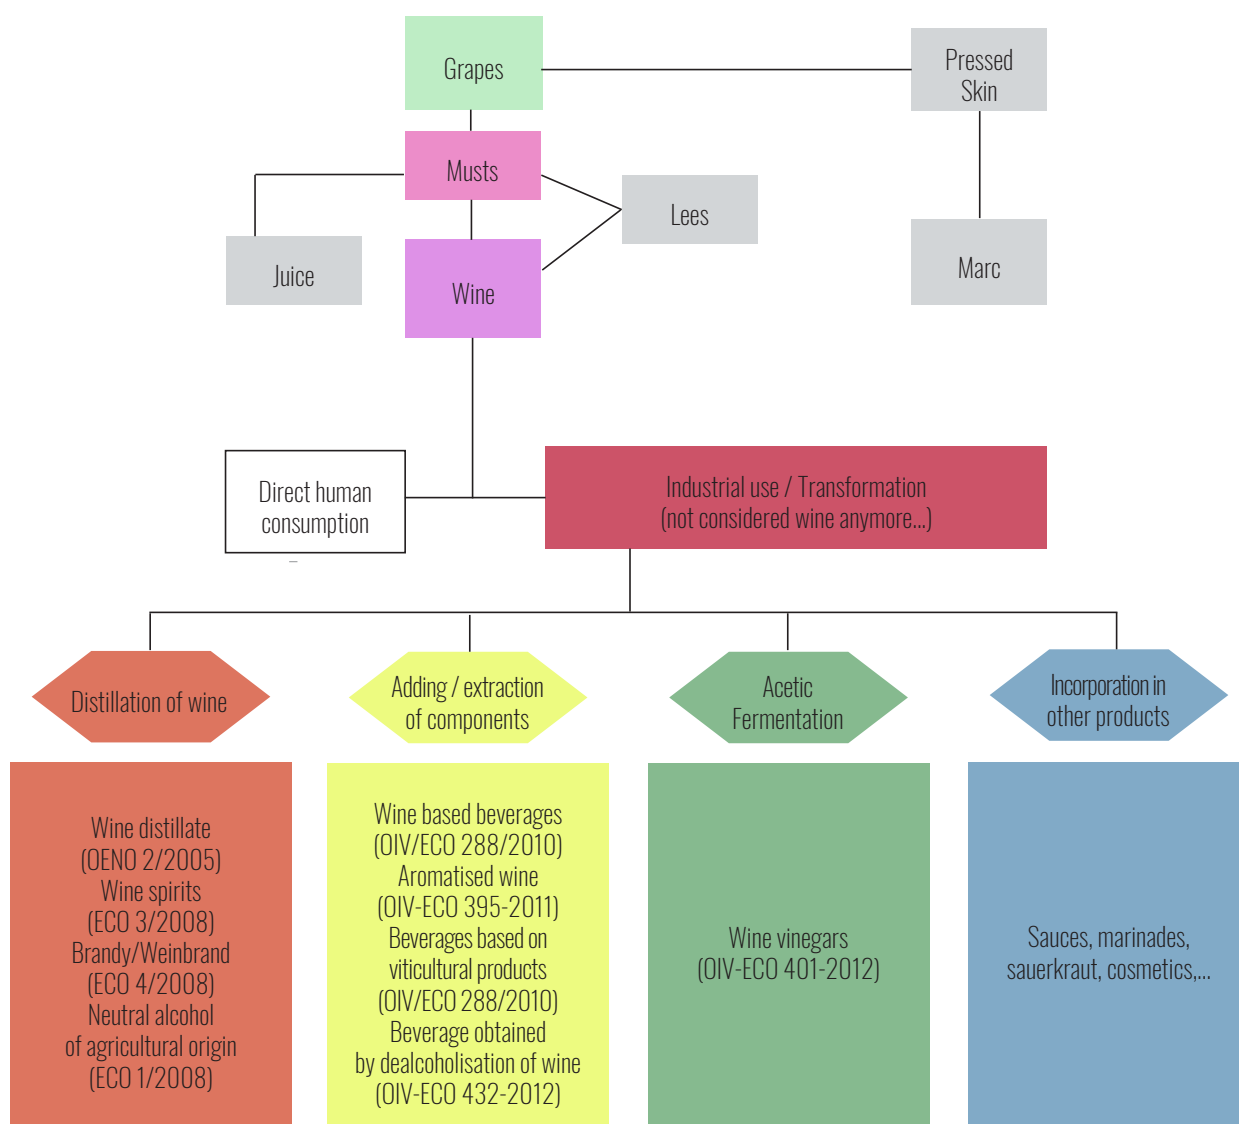 Grapes
Pressed
Skin
Musts
Lees
Juice
Wine
Marc
Direct human
consumption
Industrial use / Transformation
(not considered wine anymore...)
Distillation of wine
Adding / extraction
of components
Acetic
Fermentation
Incorporation in
other products
Wine distillate
(OENO 2/2005)
Wine spirits
(ECO 3/2008)
Brandy/Weinbrand
(ECO 4/2008)
Neutral alcohol
of agricultural origin
(ECO 1/2008)
Wine based beverages
(OIV/ECO 288/2010)
Aromatised wine
(OIV-ECO 395-2011)
Beverages based on
viticultural products
(OIV/ECO 288/2010)
Beverage obtained
by dealcoholisation of wine
(OIV-ECO 432-2012)
Wine vinegars
(OIV-ECO 401-2012)
Sauces, marinades,
sauerkraut, cosmetics,...